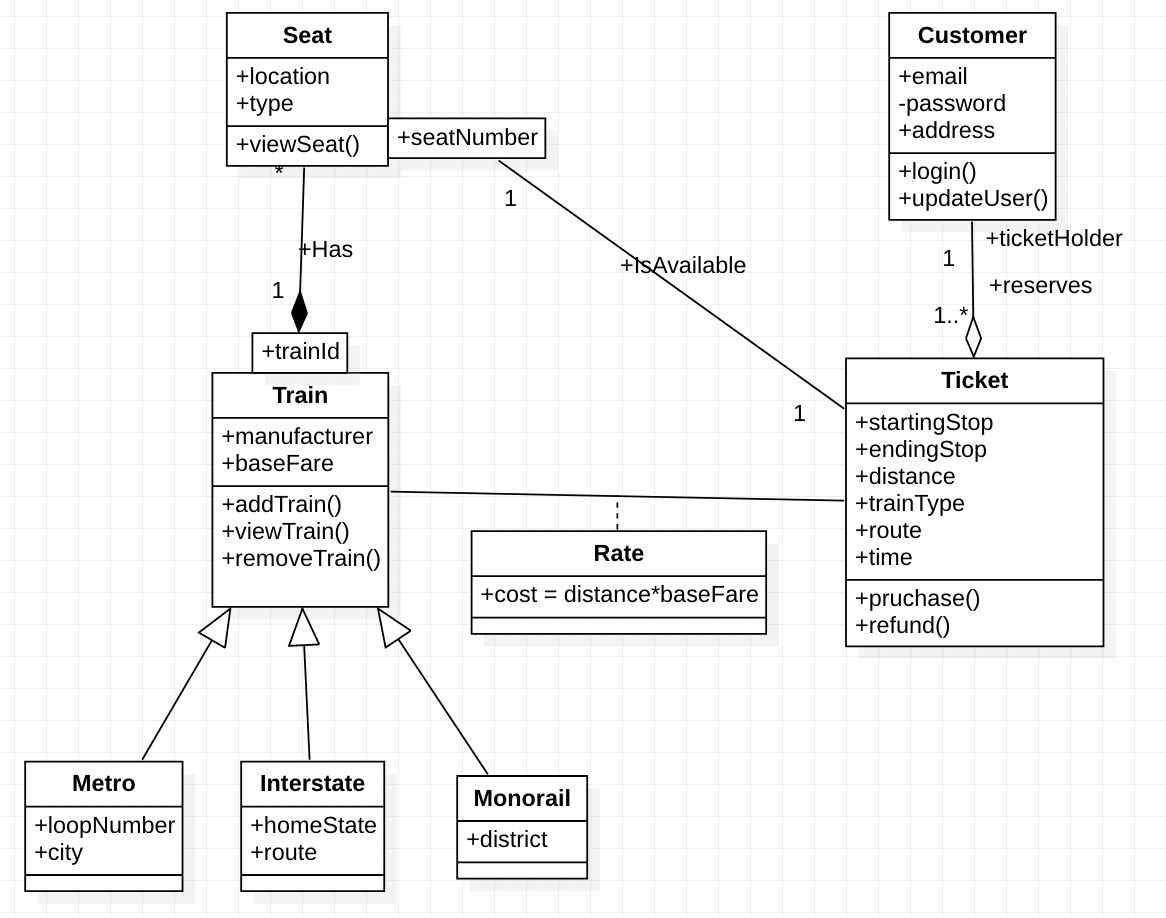 Seat
+location
+type
+viewSeat()
+seatNumber
*
1
+Has
1
+IsAvailable
1
Customer
+email
-password
+address
+login()
+updateUser()
+ticketHolder
1
+reserves
1..*
+trainId
Train
+manufacturer
+baseFare
+addTrain()
+viewTrain()
+removeTrain()
Rate
+cost = distance*baseFare
Ticket
+startingStop
+endingStop
+distance
+trainType
+route
+time
+pruchase()
+refund()
Metro
+loopNumber
+city
Interstate
+homeState
+route
Monorail
+district